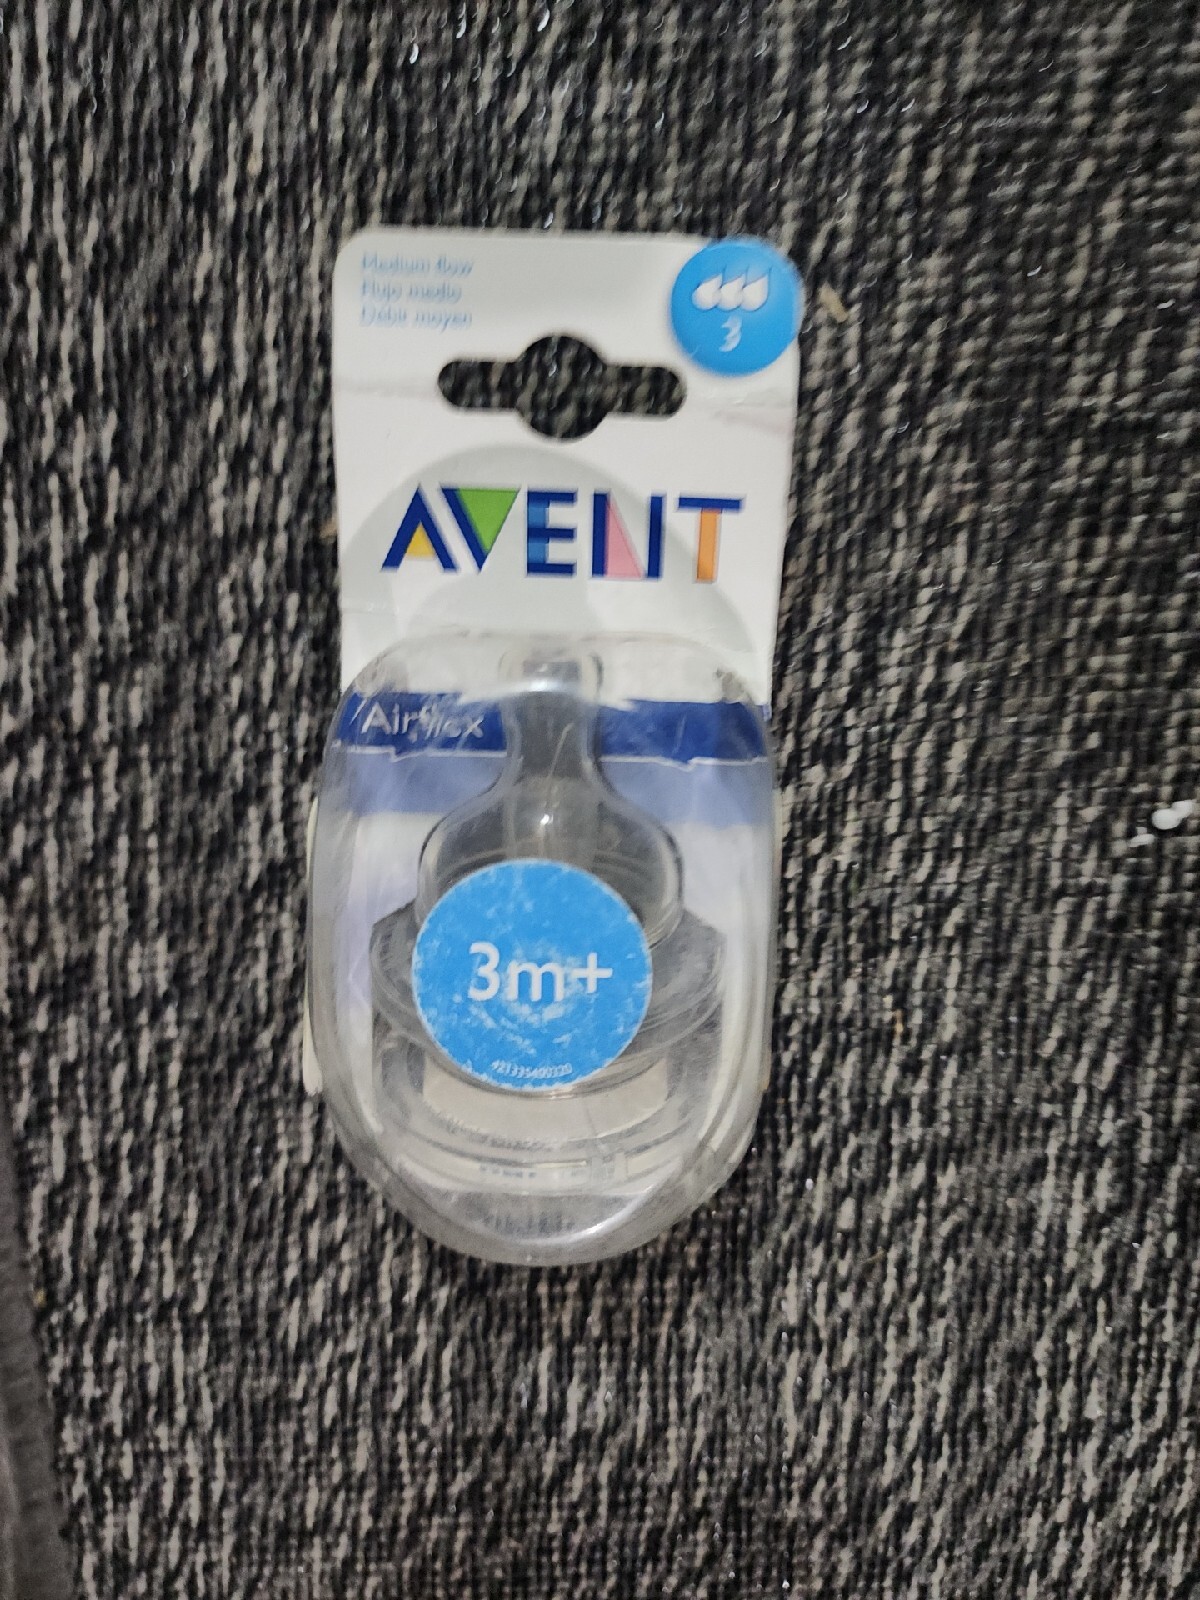 Medium flow
Flujo medio
Débit moyen
3
AVENT
Airflex
3m+